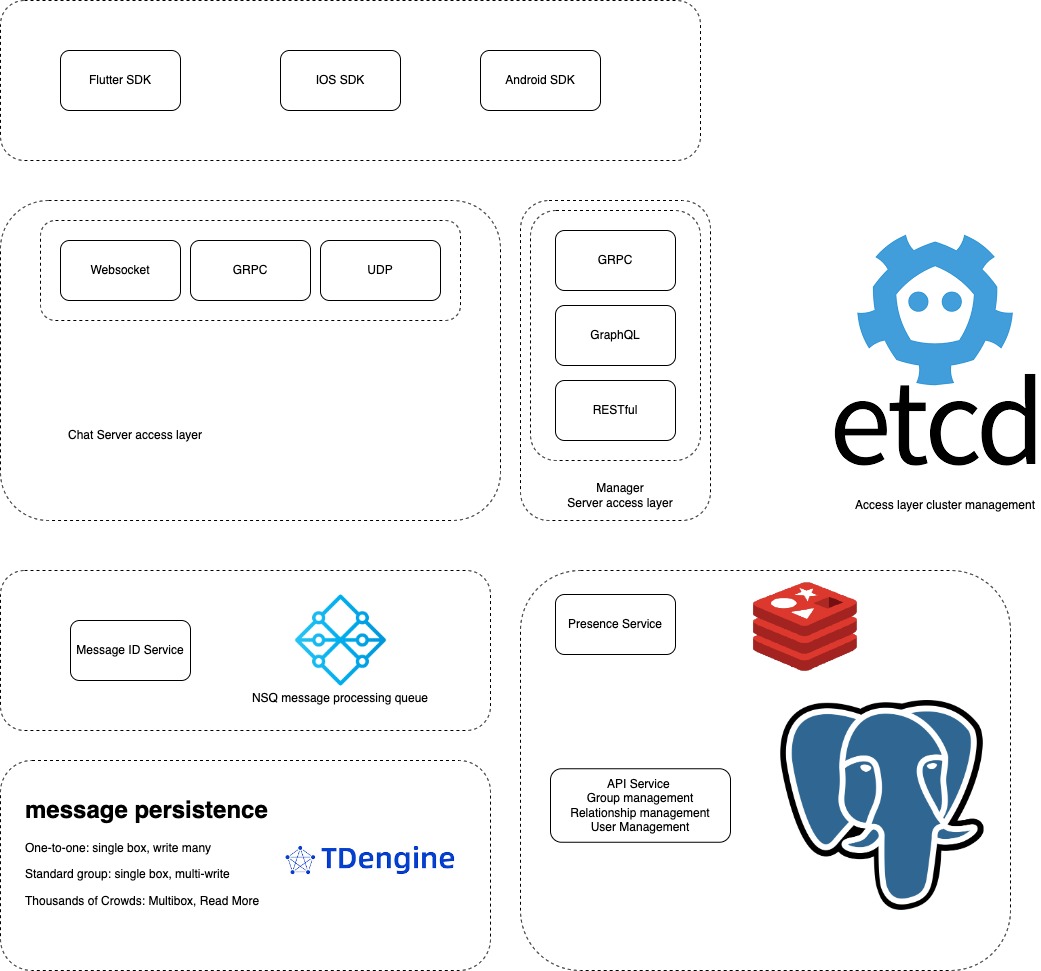 Flutter SDK
IOS SDK
Android SDK
Websocket
GRPC
UDP
Chat Server access layer
GRPC
GraphQL
RESTful
Manager
Server access layer
etcd
Access layer cluster management
Message ID Service
NSQ message processing queue
Presence Service
API Service
Group management
Relationship management
User Management
message persistence
One-to-one: single box, write many
Standard group: single box, multi-write
Thousands of Crowds: Multibox, Read More
TDengine